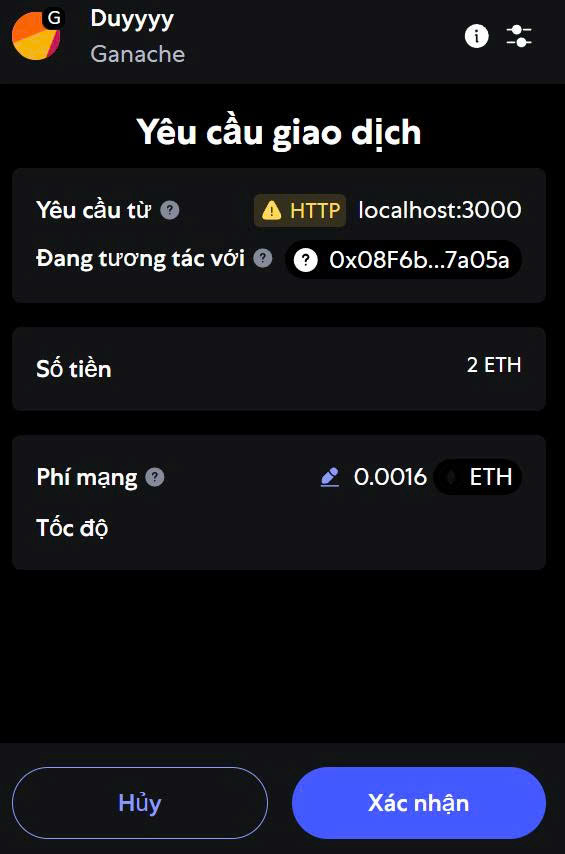 G
Duyyyy
Ganache
i
Yêu cầu giao dịch
Yêu cầu từ ? HTTP localhost:3000
Đang tương tác với ? ? 0x08F6b...7a05a
Số tiền 2 ETH
Phí mạng ? 0.0016 ETH
Tốc độ
Hủy Xác nhận